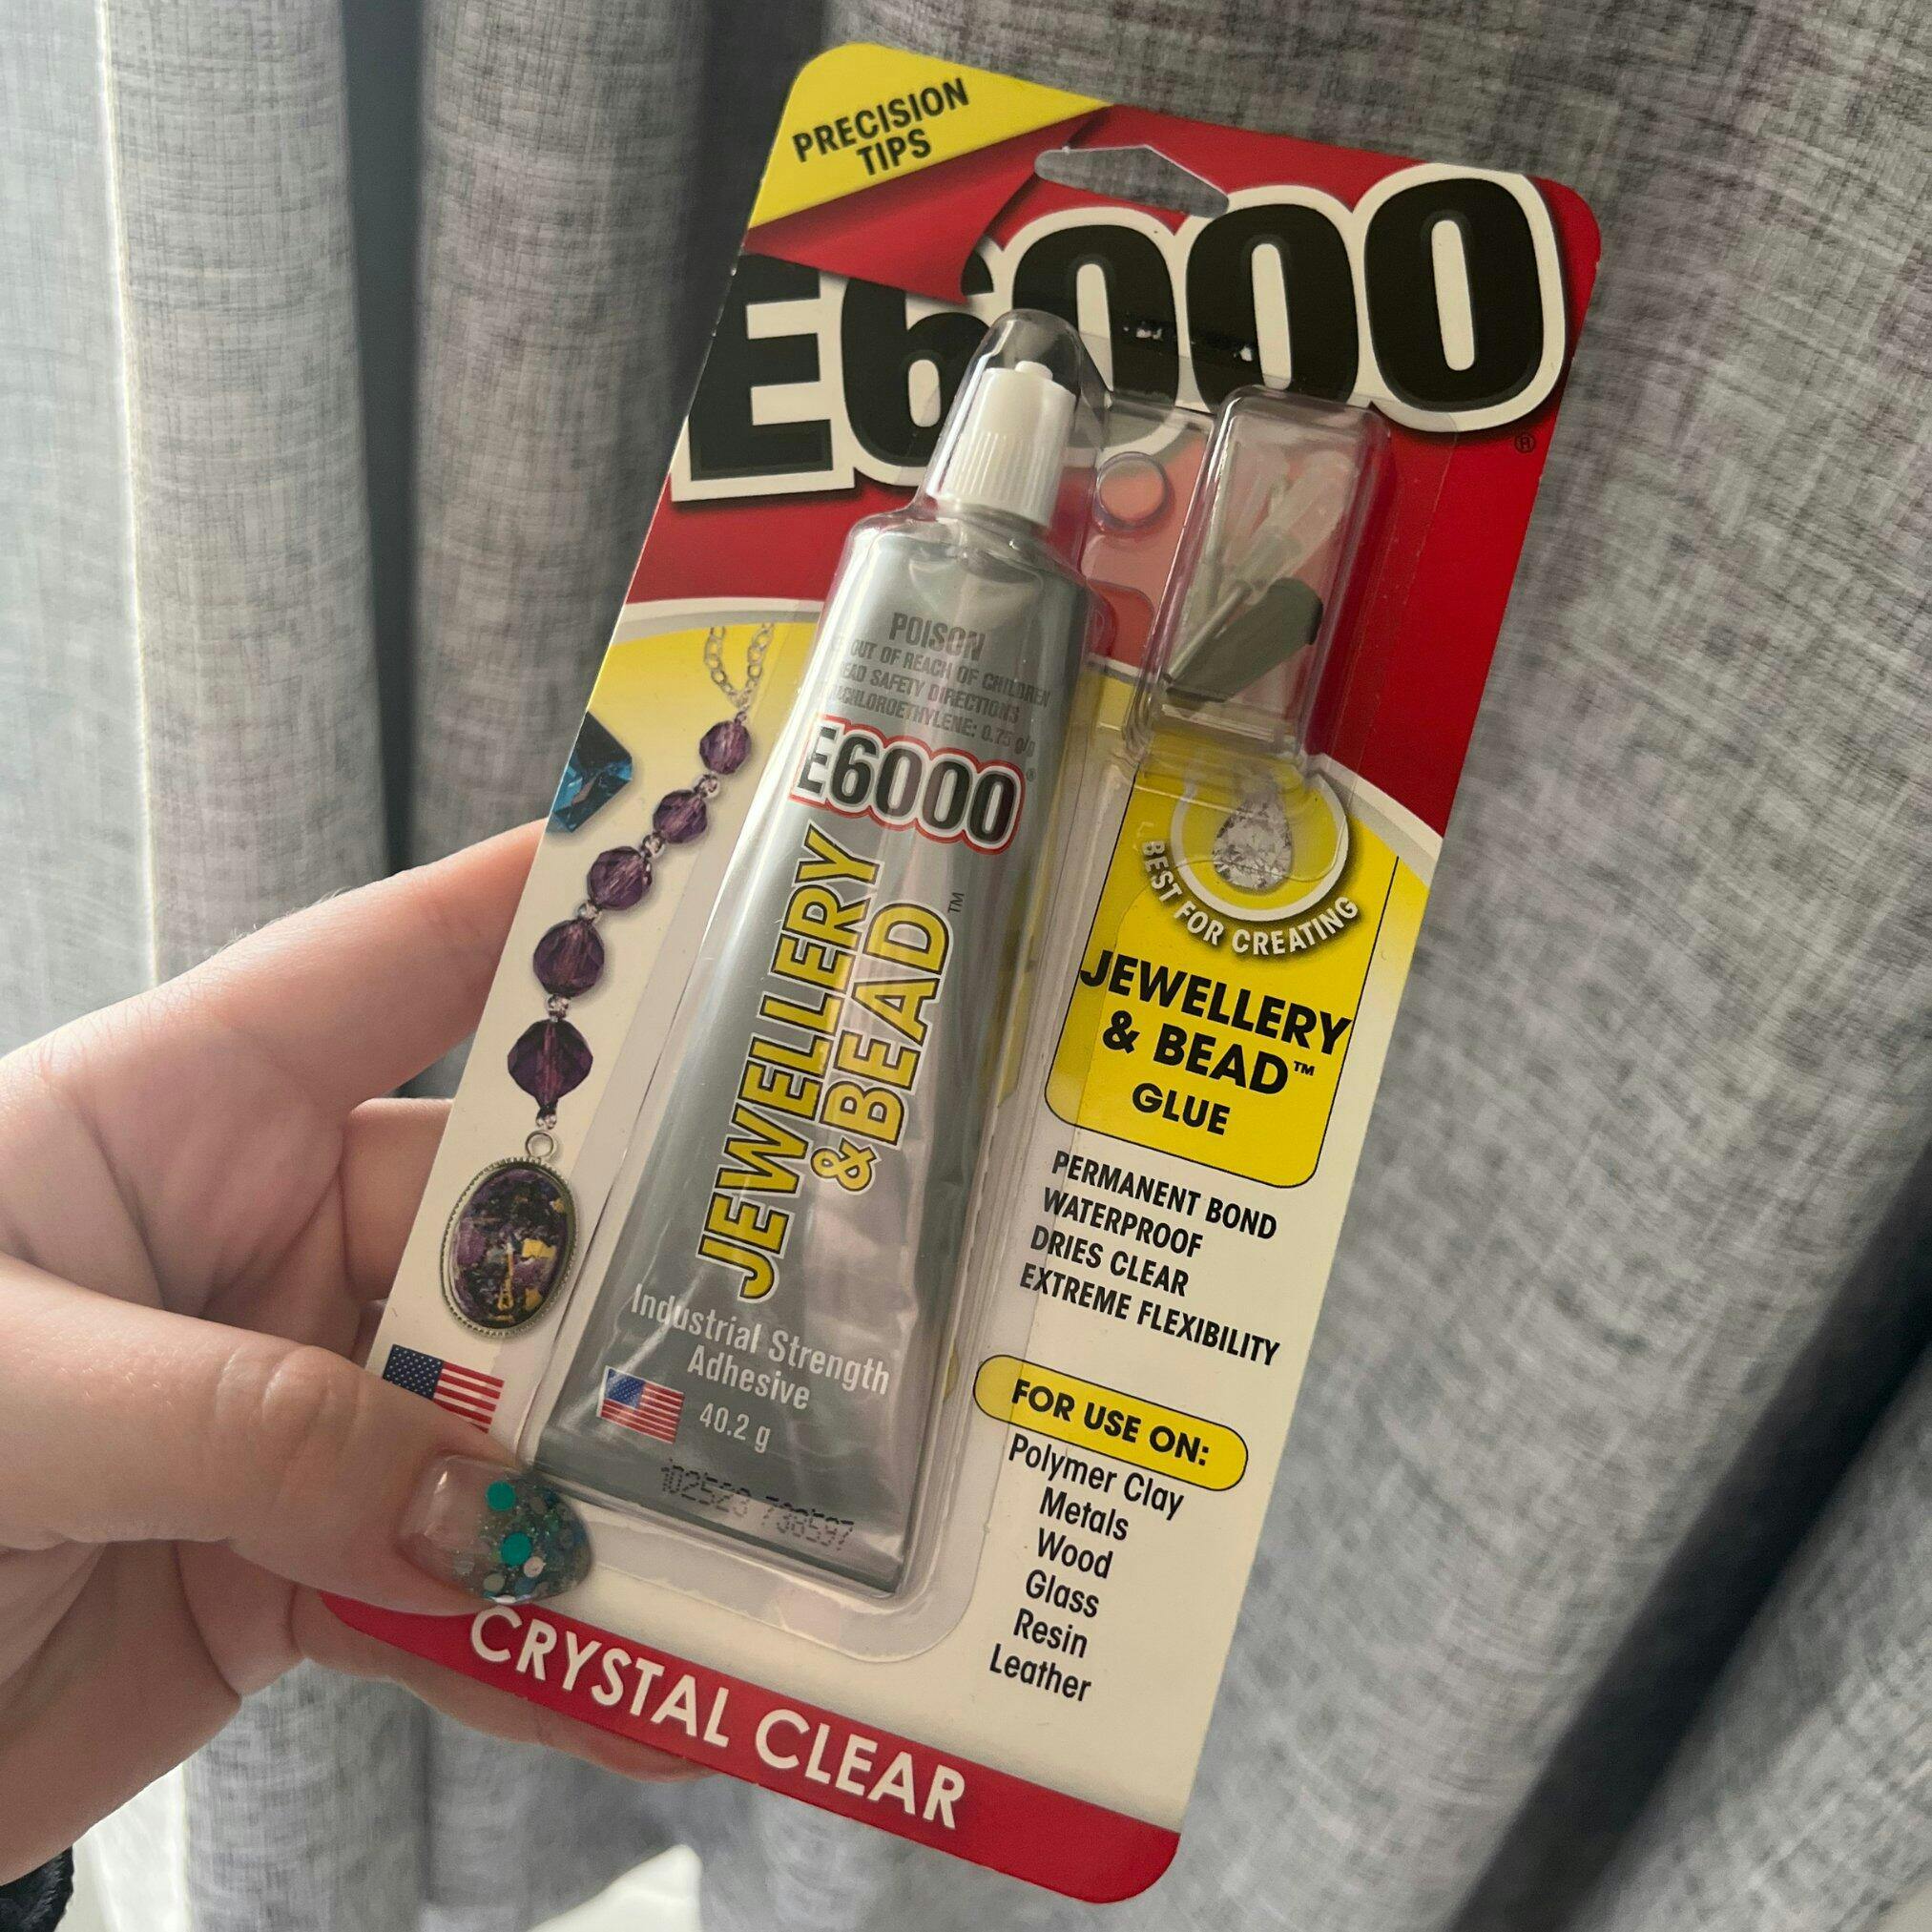 PRECISION
TIPS
E6000
®
POISON
OUT OF REACH OF CHILDREN
SAFETY DIRECTIONS
E6000®
JEWELLERY
& BEAD™
Industrial Strength
Adhesive
40.2 g
BEST FOR CREATING
JEWELLERY
& BEAD™
GLUE
PERMANENT BOND
WATERPROOF
DRIES CLEAR
EXTREME FLEXIBILITY
FOR USE ON:
Polymer Clay
Metals
Wood
Glass
Resin
Leather
CRYSTAL CLEAR